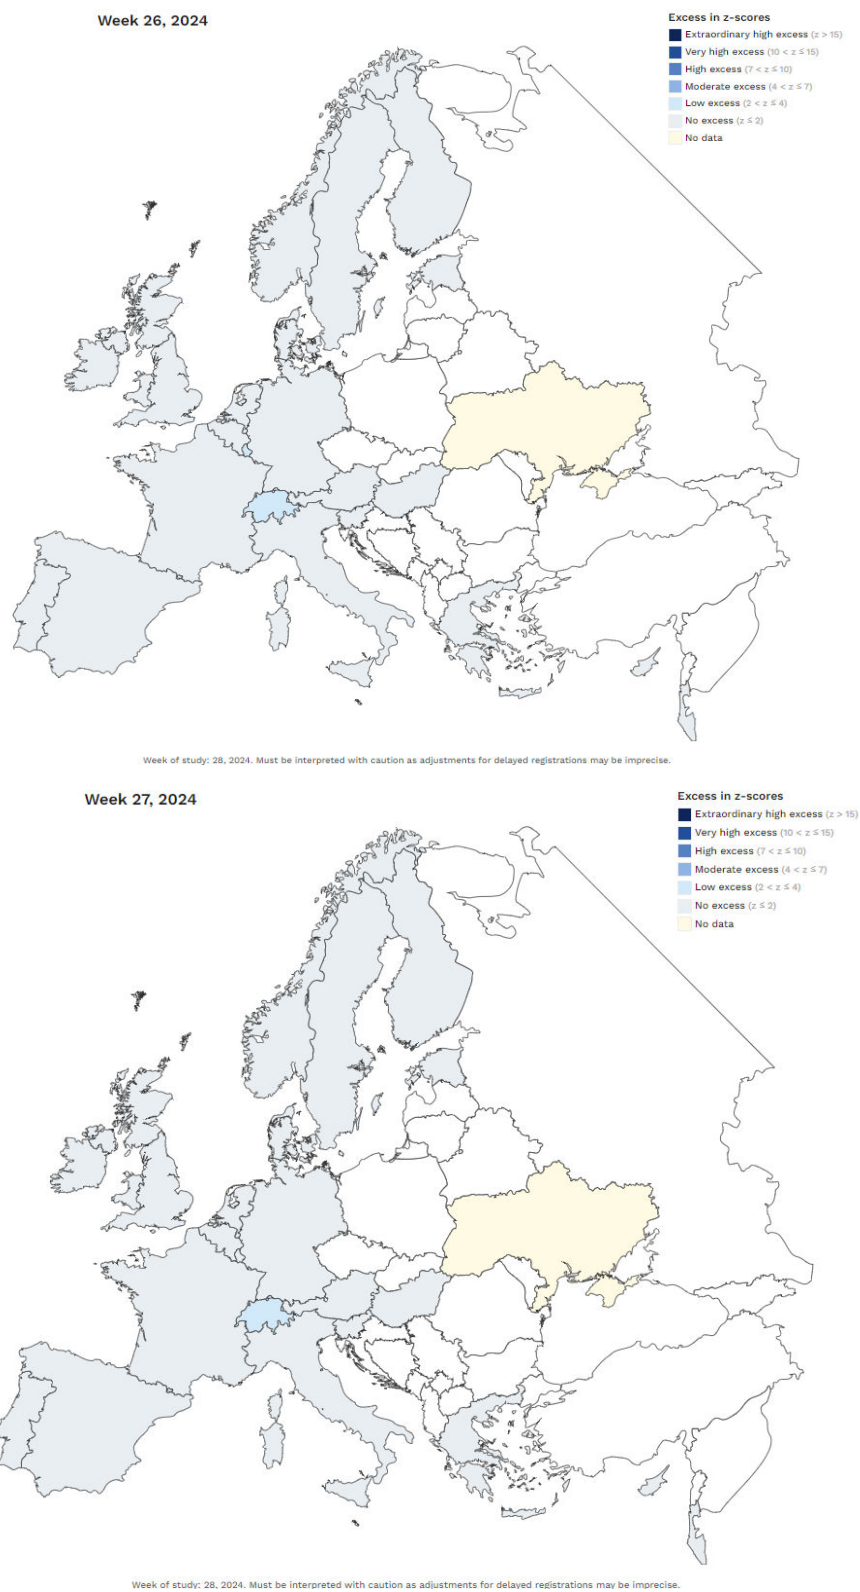 Week 26, 2024
Excess in z-scores
Extraordinary high excess (z > 15)
Very high excess (10 < z ≤ 15)
High excess (7 < z ≤ 10)
Moderate excess (4 < z ≤ 7)
Low excess (2 < z ≤ 4)
No excess (z ≤ 2)
No data
Week of study: 28, 2024. Must be interpreted with caution as adjustments for delayed registrations may be imprecise.
Week 27, 2024
Excess in z-scores
Extraordinary high excess (z > 15)
Very high excess (10 < z ≤ 15)
High excess (7 < z ≤ 10)
Moderate excess (4 < z ≤ 7)
Low excess (2 < z ≤ 4)
No excess (z ≤ 2)
No data
Week of study: 28, 2024. Must be interpreted with caution as adjustments for delayed registrations may be imprecise.